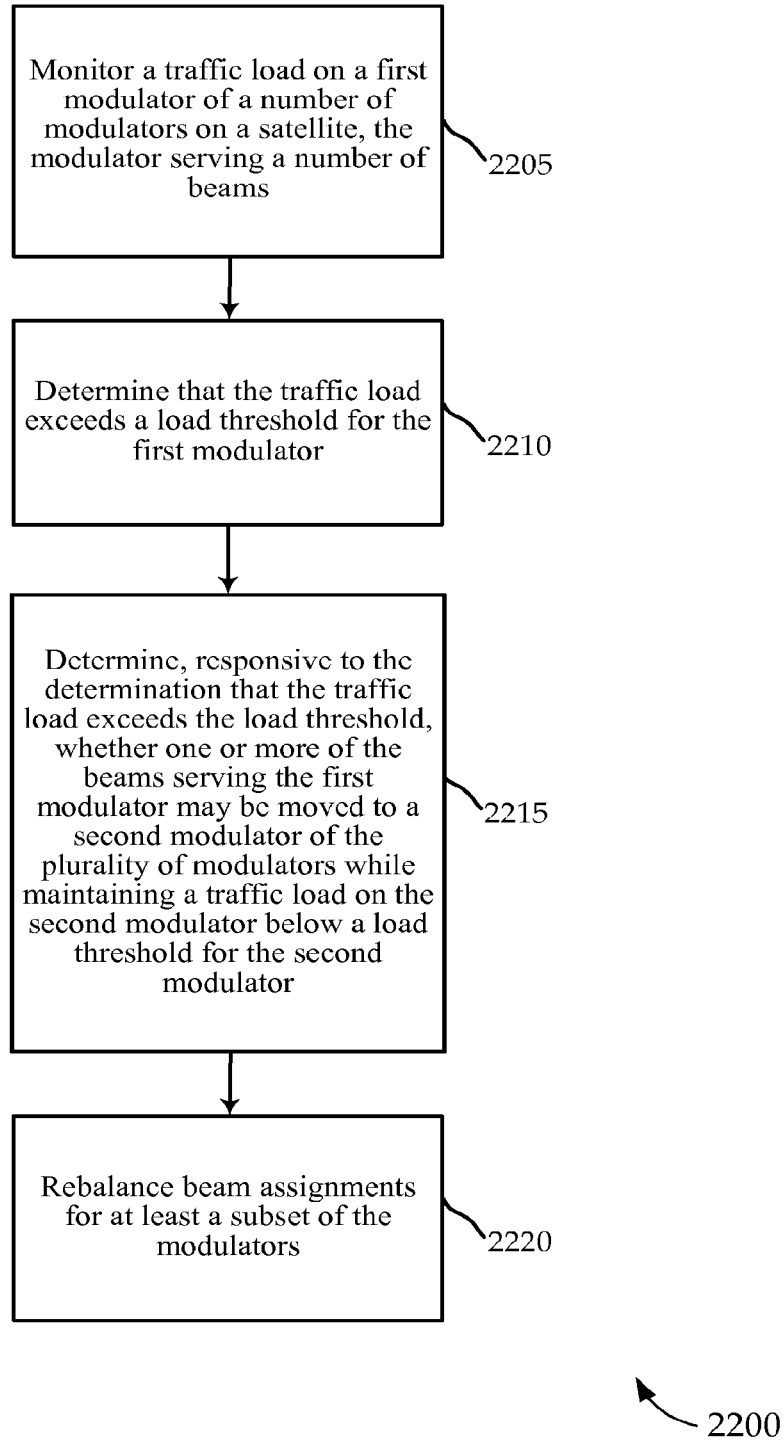 Monitor a traffic load on a first
modulator of a number of
modulators on a satellite, the
modulator serving a number of
beams
2205
Determine that the traffic load
exceeds a load threshold for the
first modulator
2210
Determine, responsive to the
determination that the traffic
load exceeds the load threshold,
whether one or more of the
beams serving the first
modulator may be moved to a
second modulator of the
plurality of modulators while
maintaining a traffic load on the
second modulator below a load
threshold for the second
modulator
2215
Rebalance beam assignments
for at least a subset of the
modulators
2220
2200